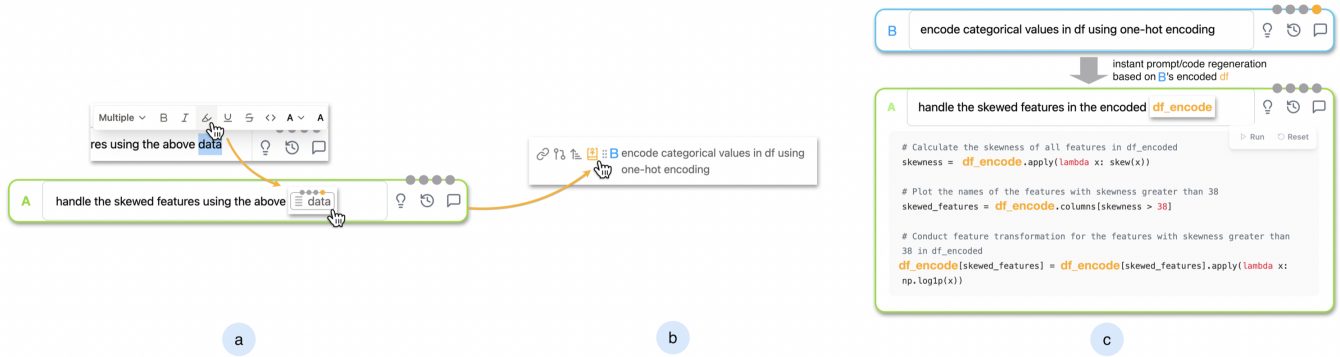 Multiple B I U S <> A A
res using the above data
A handle the skewed features using the above data
a
B encode categorical values in df using
one-hot encoding
b
B encode categorical values in df using one-hot encoding
instant prompt/code regeneration
based on B's encoded df
A handle the skewed features in the encoded df_encode
Run Reset
# Calculate the skewness of all features in df_encoded
skewness = df_encode.apply(lambda x: skew(x))
# Plot the names of the features with skewness greater than 38
skewed_features = df_encode.columns[skewness > 38]
# Conduct feature transformation for the features with skewness greater than
38 in df_encoded
df_encode[skewed_features] = df_encode[skewed_features].apply(lambda x:
np.log1p(x))
c